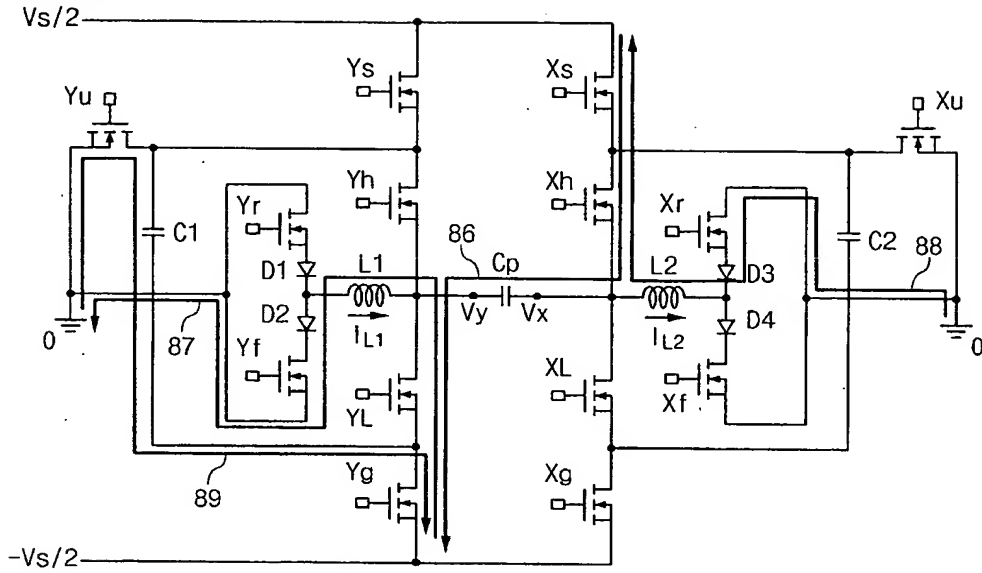 Vs/2
Ys
Xs
Yu
Xu
Yh
Xh
Yr
Xr
C1
86
Cp
C2
D1
L1
L2
D3
88
D2
Vy
Vx
D4
0
87
IL1
IL2
0
Yf
YL
XL
Xf
89
Yg
Xg
-Vs/2